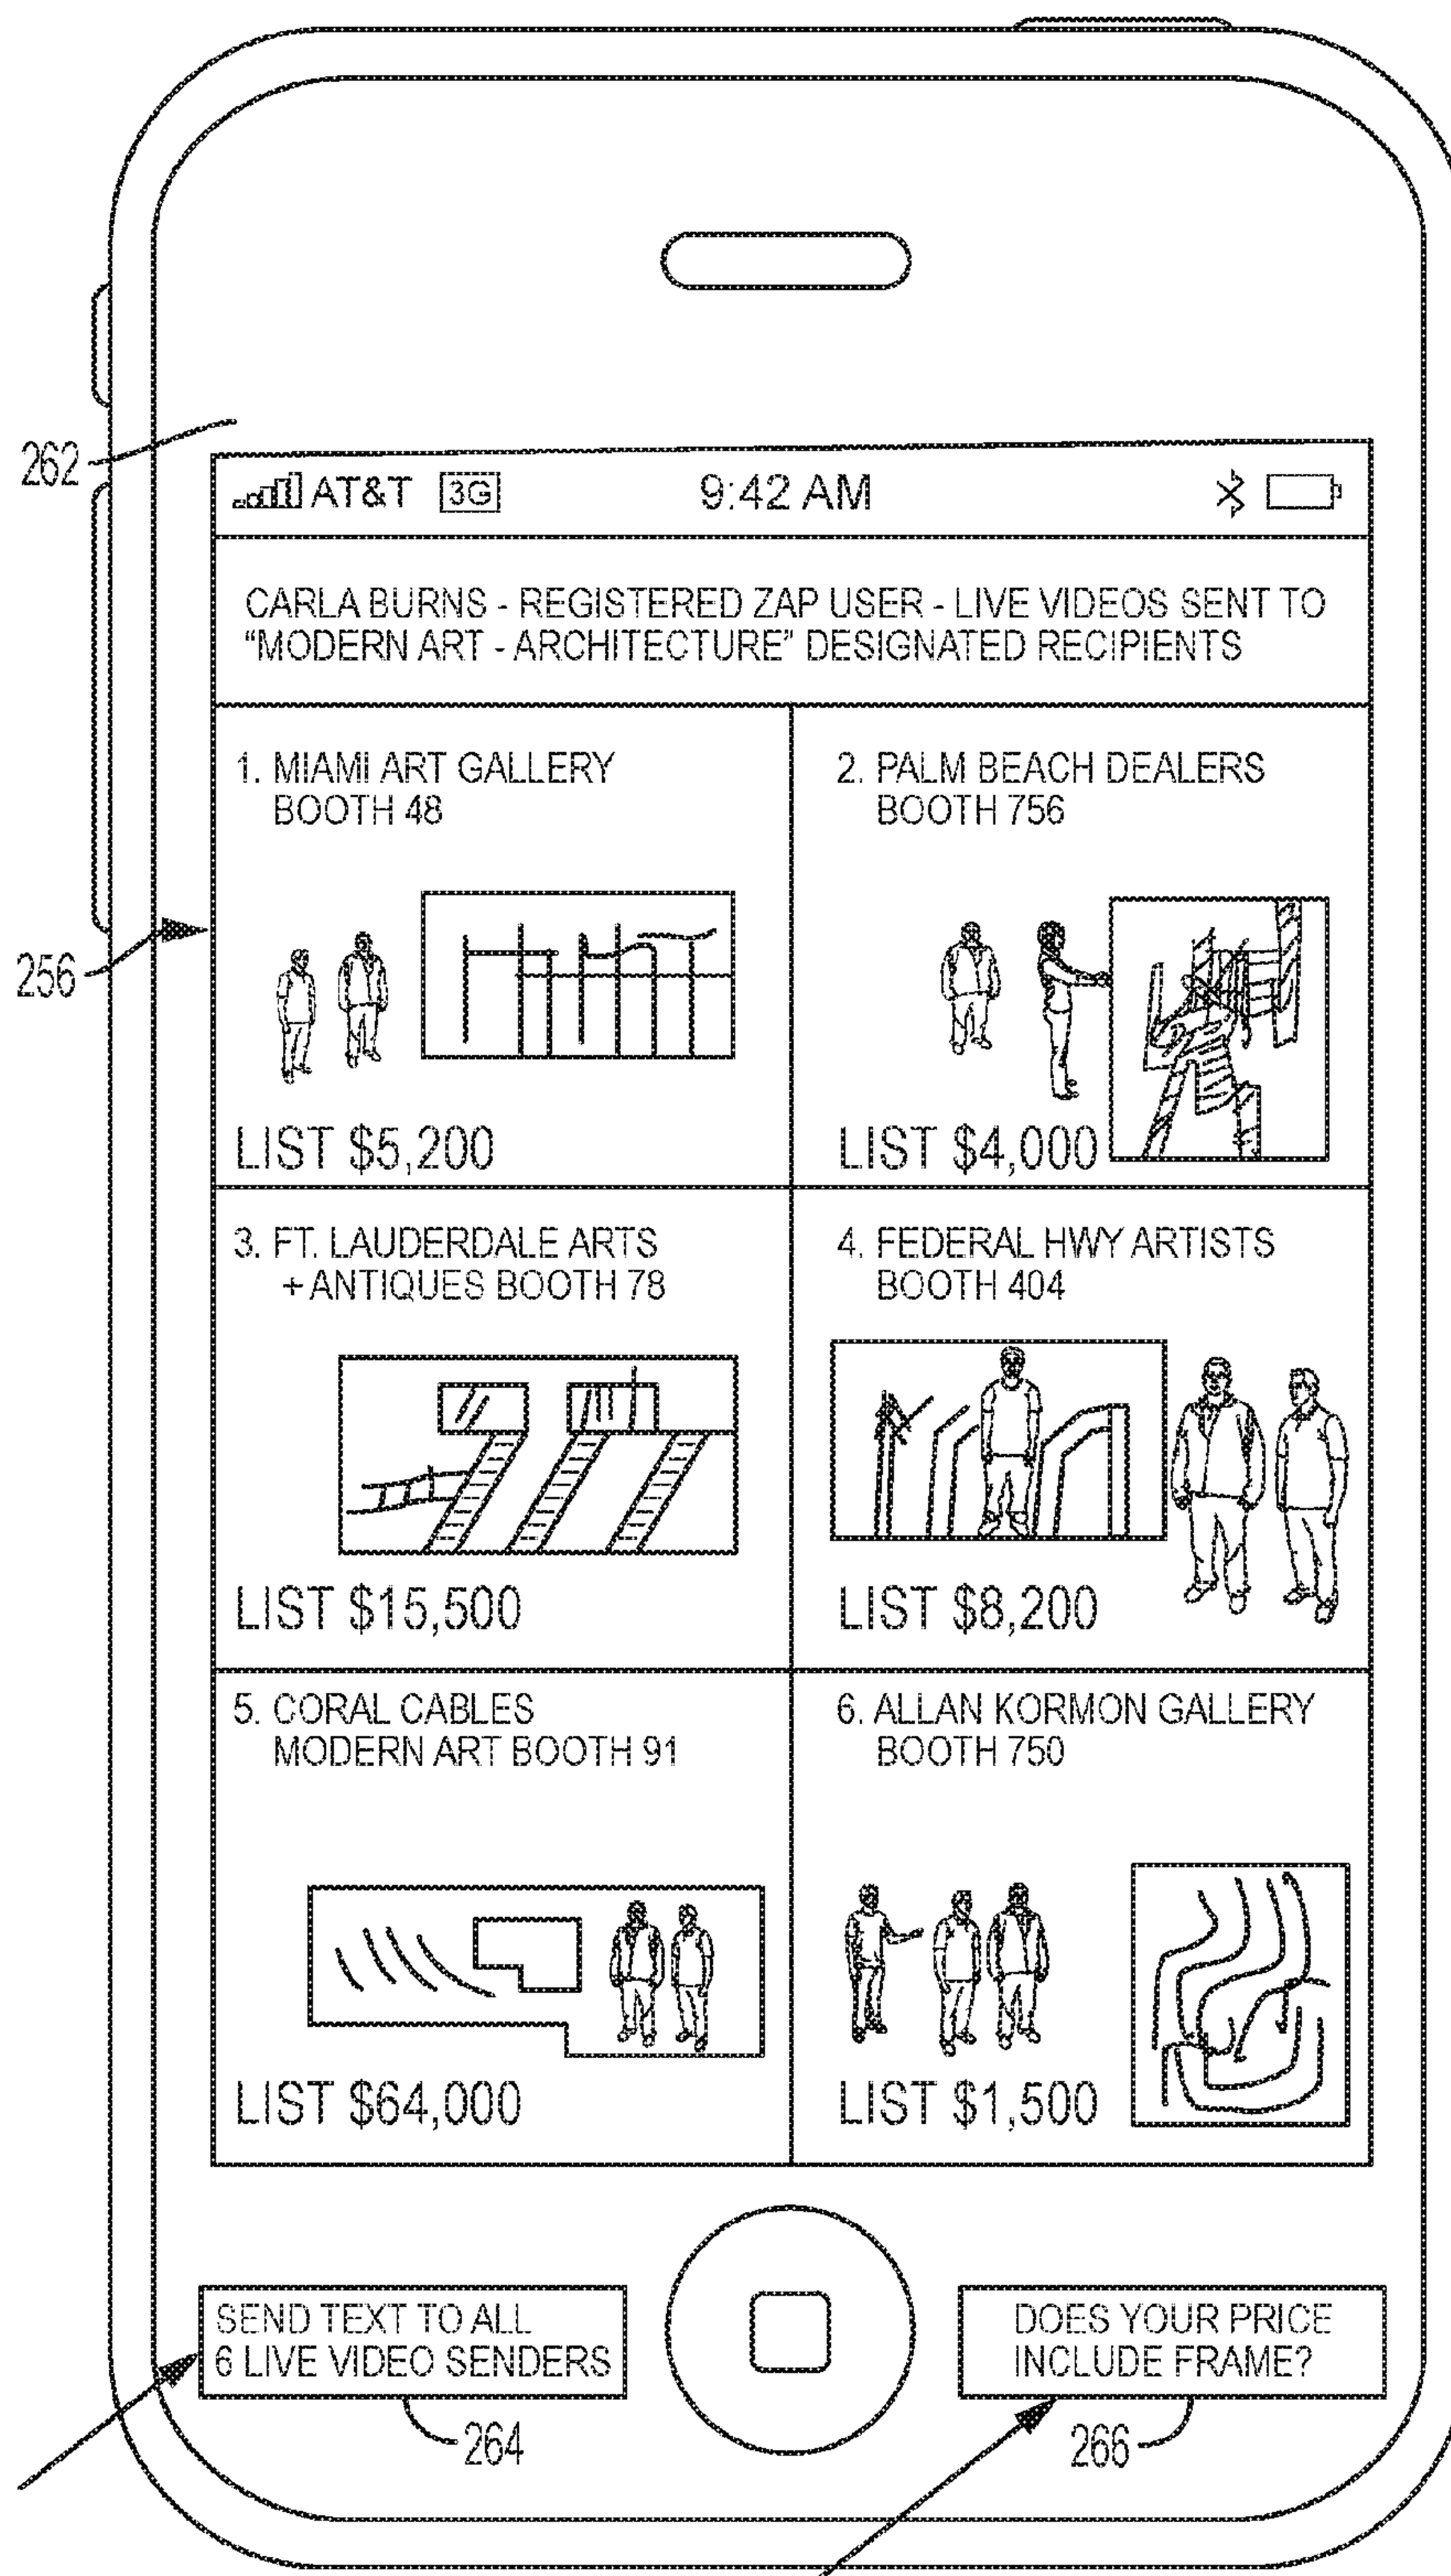 262
AT&T 3G 9:42 AM
CARLA BURNS - REGISTERED ZAP USER - LIVE VIDEOS SENT TO
“MODERN ART - ARCHITECTURE” DESIGNATED RECIPIENTS
1. MIAMI ART GALLERY
BOOTH 48
LIST $5,200
2. PALM BEACH DEALERS
BOOTH 756
LIST $4,000
256
3. FT. LAUDERDALE ARTS
+ ANTIQUES BOOTH 78
LIST $15,500
4. FEDERAL HWY ARTISTS
BOOTH 404
LIST $8,200
5. CORAL CABLES
MODERN ART BOOTH 91
LIST $64,000
6. ALLAN KORMON GALLERY
BOOTH 750
LIST $1,500
SEND TEXT TO ALL
6 LIVE VIDEO SENDERS
264
DOES YOUR PRICE
INCLUDE FRAME?
266